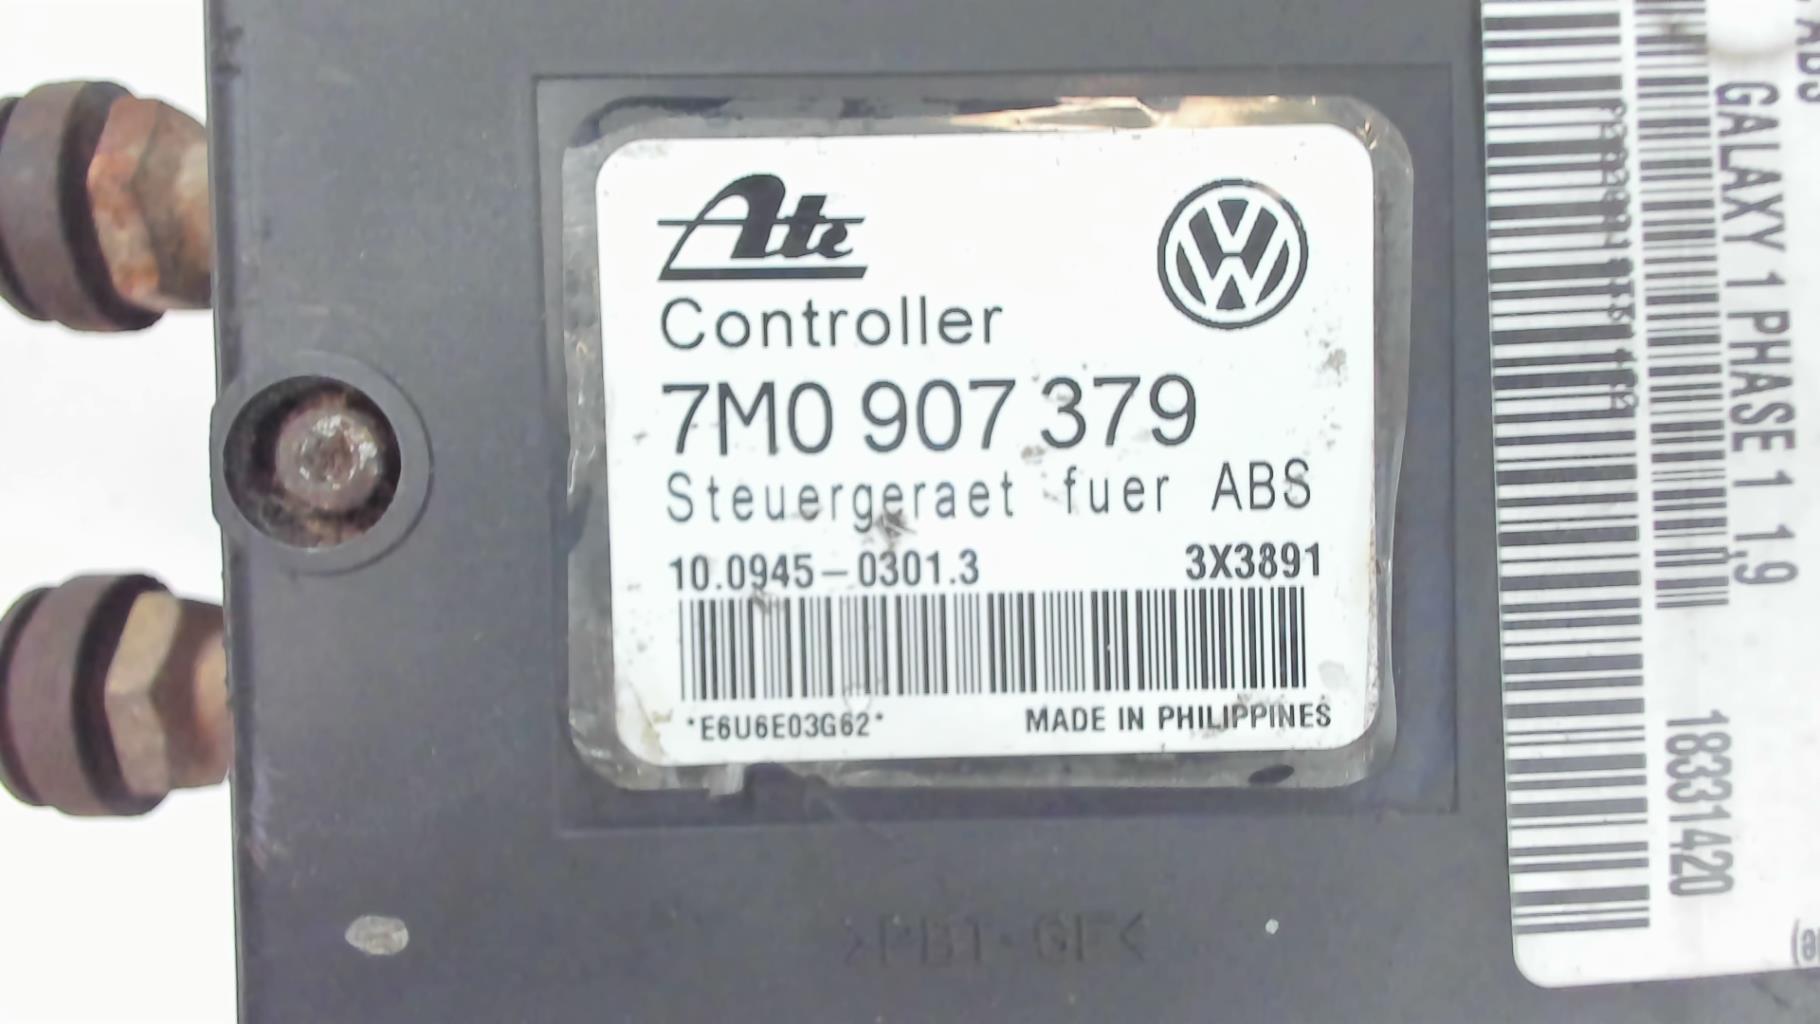 Ate
Controller
7M0 907 379
Steuergeraet fuer ABS
10.0945-0301.3 3X3891
*E6U6E03G62*
MADE IN PHILIPPINES
>PBT-GF<
ABS
GALAXY 1 PHASE 1 1,9
18331420